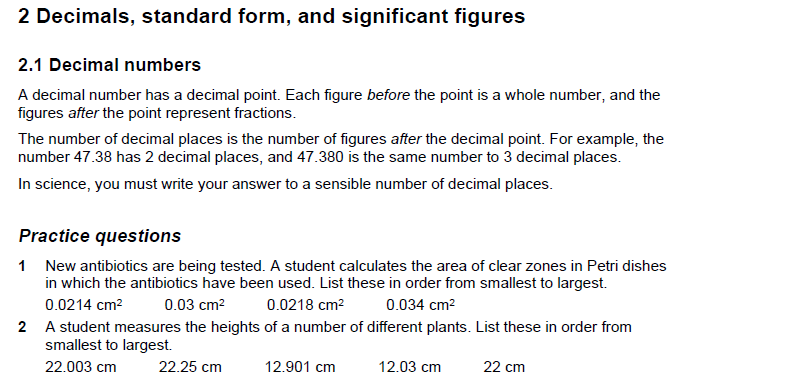 2 Decimals, standard form, and significant figures
2.1 Decimal numbers
A decimal number has a decimal point. Each figure before the point is a whole number, and the
figures after the point represent fractions.
The number of decimal places is the number of figures after the decimal point. For example, the
number 47.38 has 2 decimal places, and 47.380 is the same number to 3 decimal places.
In science, you must write your answer to a sensible number of decimal places.
Practice questions
1 New antibiotics are being tested. A student calculates the area of clear zones in Petri dishes
in which the antibiotics have been used. List these in order from smallest to largest.
0.0214 cm² 0.03 cm² 0.0218 cm² 0.034 cm²
2 A student measures the heights of a number of different plants. List these in order from
smallest to largest.
22.003 cm 22.25 cm 12.901 cm 12.03 cm 22 cm